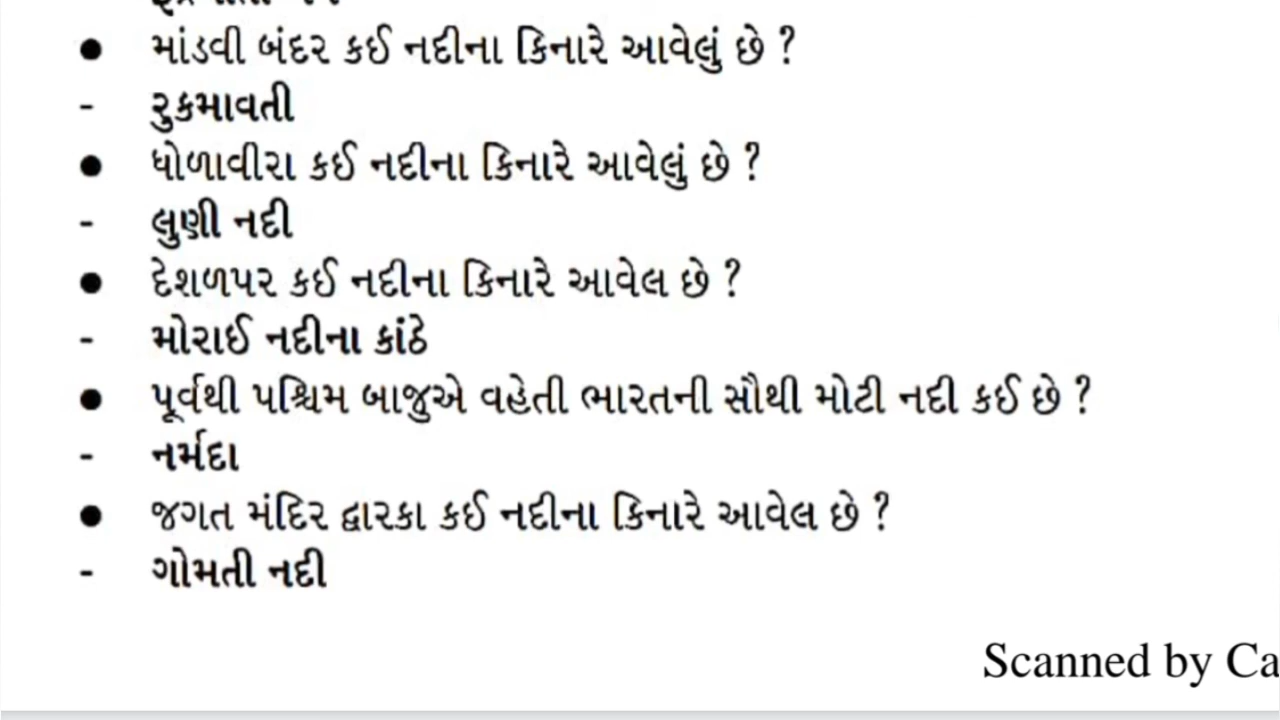 ● માંડવી બંદર કઈ નદીના કિનારે આવેલું છે ?
- રુકમાવતી
● ધોળાવીરા કઈ નદીના કિનારે આવેલું છે ?
- લુણી નદી
● દેશળપર કઈ નદીના કિનારે આવેલ છે ?
- મોરાઈ નદીના કાંઠે
● પૂર્વથી પશ્ચિમ બાજુએ વહેતી ભારતની સૌથી મોટી નદી કઈ છે ?
- નર્મદા
● જગત મંદિર દ્વારકા કઈ નદીના કિનારે આવેલ છે ?
- ગોમતી નદી
Scanned by Ca